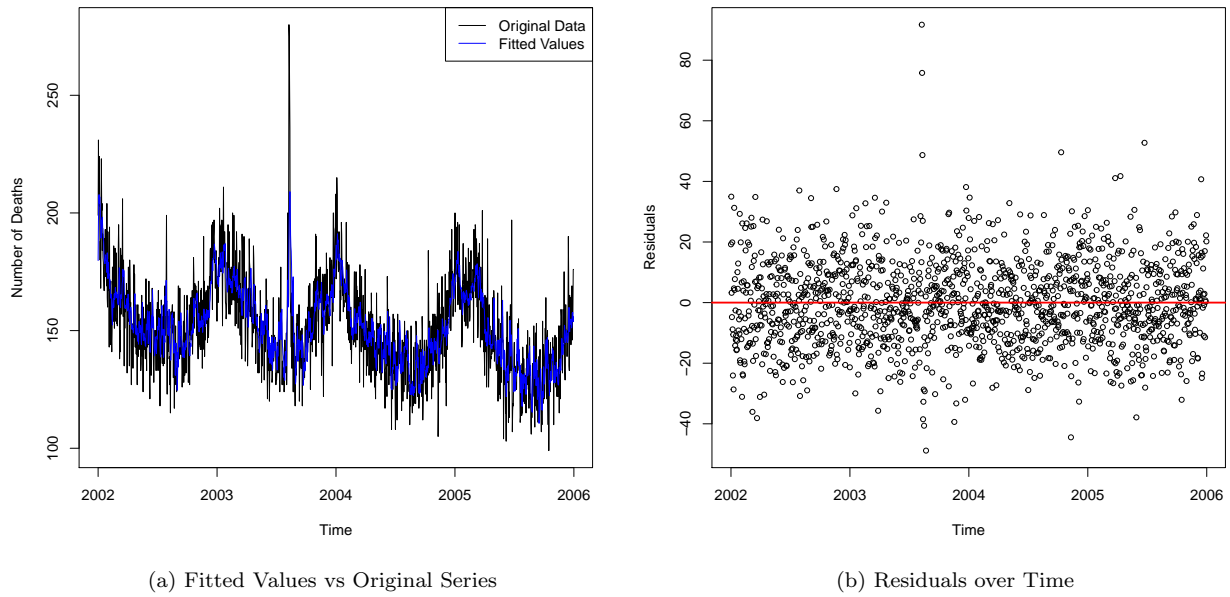 Original Data
Fitted Values
Number of Deaths
250
200
150
100
2002
2003
2004
2005
2006
Time
(a) Fitted Values vs Original Series
Residuals
80
60
40
20
0
−20
−40
2002
2003
2004
2005
2006
Time
(b) Residuals over Time